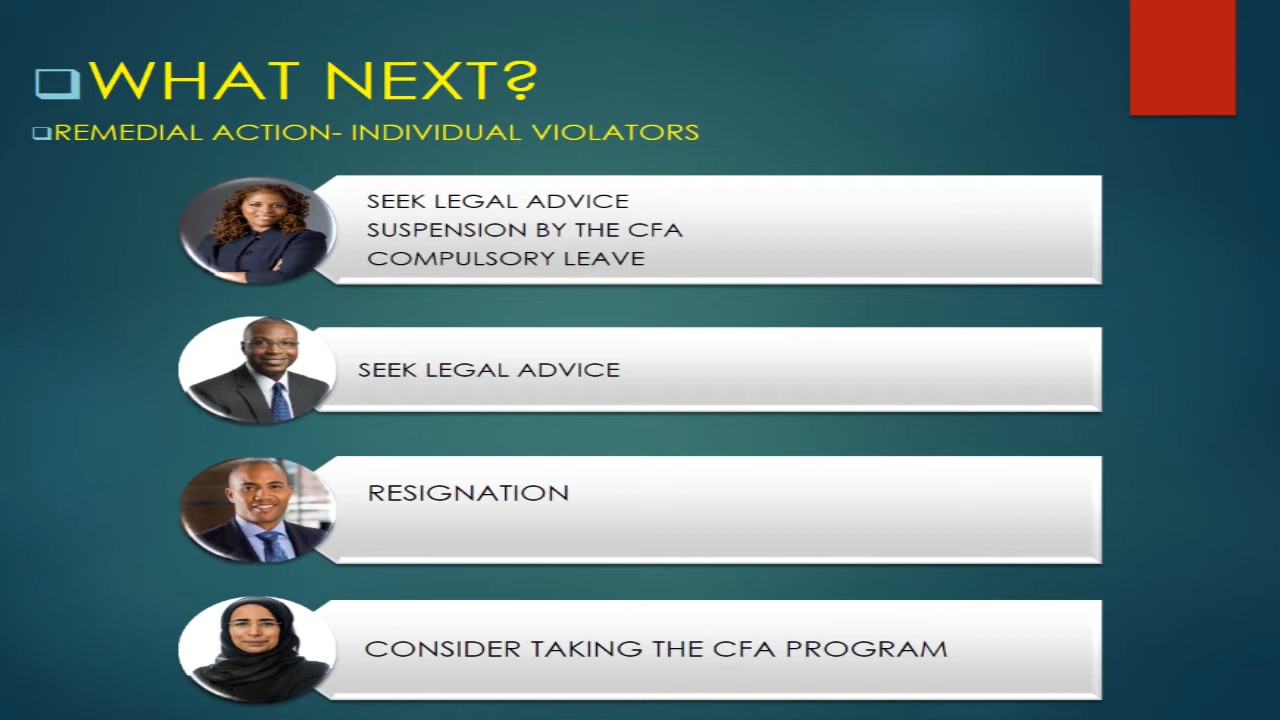 WHAT NEXT?
REMEDIAL ACTION- INDIVIDUAL VIOLATORS
SEEK LEGAL ADVICE
SUSPENSION BY THE CFA
COMPULSORY LEAVE
SEEK LEGAL ADVICE
RESIGNATION
CONSIDER TAKING THE CFA PROGRAM